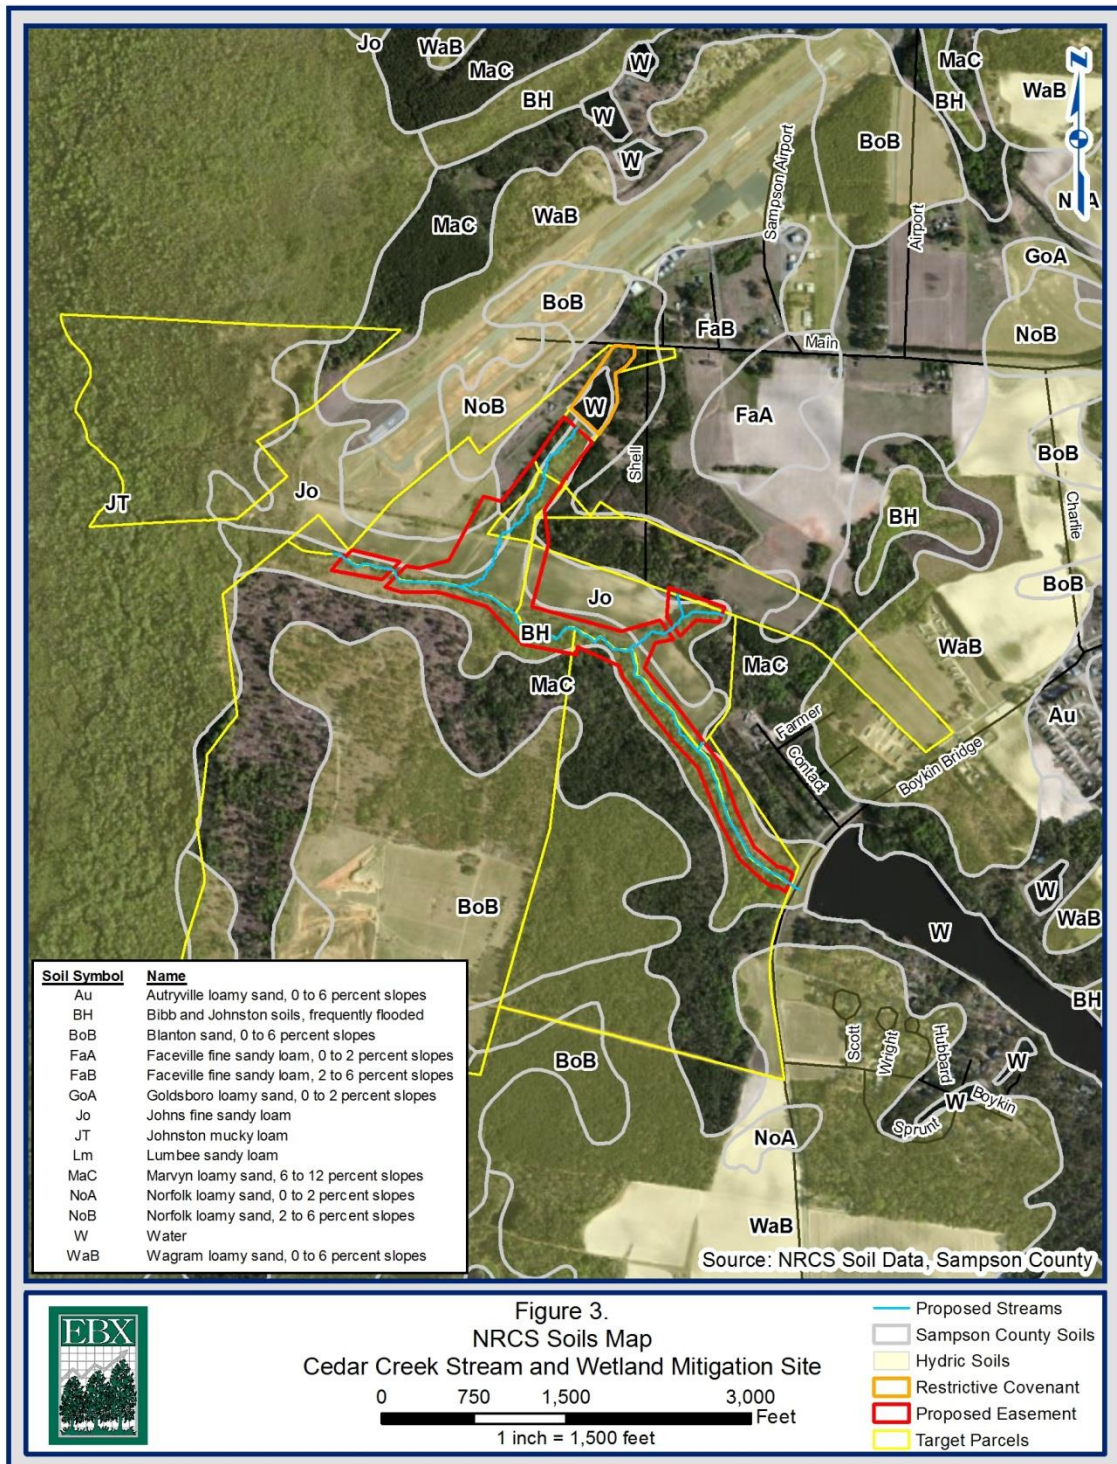 Jo
WaB
MaC
BH
W
W
W
MaC
WaB
MaC
BH
WaB
BoB
Sampson Airport
Airport
Z
GoA
NoB
BoB
FaB
Main
NoB
W
FaA
Shell
BoB
Charlie
JT
Jo
BH
BoB
Jo
BH
WaB
MaC
MaC
Farmer
Contact
Au
Boykin Bridge
BoB
W
WaB
W
BH
Scott
Wright
Hubbard
W
BoB
W
Boykin
Sprunt
NoA
WaB
Soil Symbol Name
Au Autryville loamy sand, 0 to 6 percent slopes
BH Bibb and Johnston soils, frequently flooded
BoB Blanton sand, 0 to 6 percent slopes
FaA Faceville fine sandy loam, 0 to 2 percent slopes
FaB Faceville fine sandy loam, 2 to 6 percent slopes
GoA Goldsboro loamy sand, 0 to 2 percent slopes
Jo Johns fine sandy loam
JT Johnston mucky loam
Lm Lumbee sandy loam
MaC Marvyn loamy sand, 6 to 12 percent slopes
NoA Norfolk loamy sand, 0 to 2 percent slopes
NoB Norfolk loamy sand, 2 to 6 percent slopes
W Water
WaB Wagram loamy sand, 0 to 6 percent slopes
Source: NRCS Soil Data, Sampson County
EBX
Figure 3.
NRCS Soils Map
Cedar Creek Stream and Wetland Mitigation Site
0 750 1,500 3,000
Feet
1 inch = 1,500 feet
Proposed Streams
Sampson County Soils
Hydric Soils
Restrictive Covenant
Proposed Easement
Target Parcels